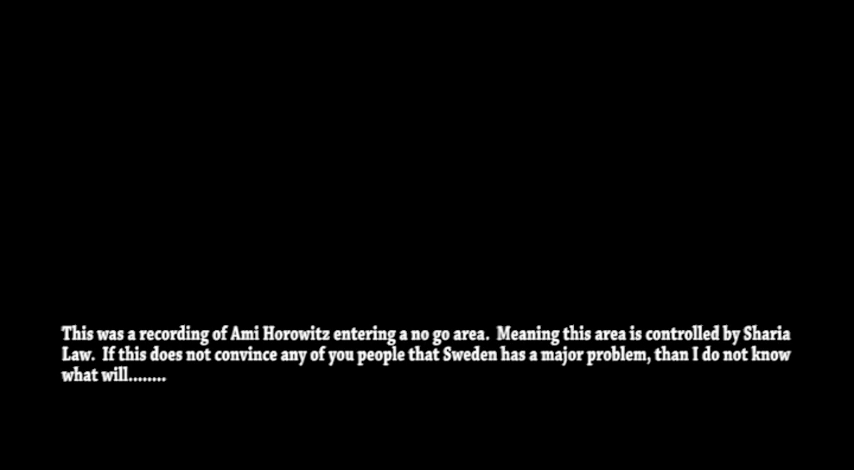 This was a recording of Ami Horowitz entering a no go area.  Meaning this area is controlled by Sharia
Law.  If this does not convince any of you people that Sweden has a major problem, than I do not know
what will........